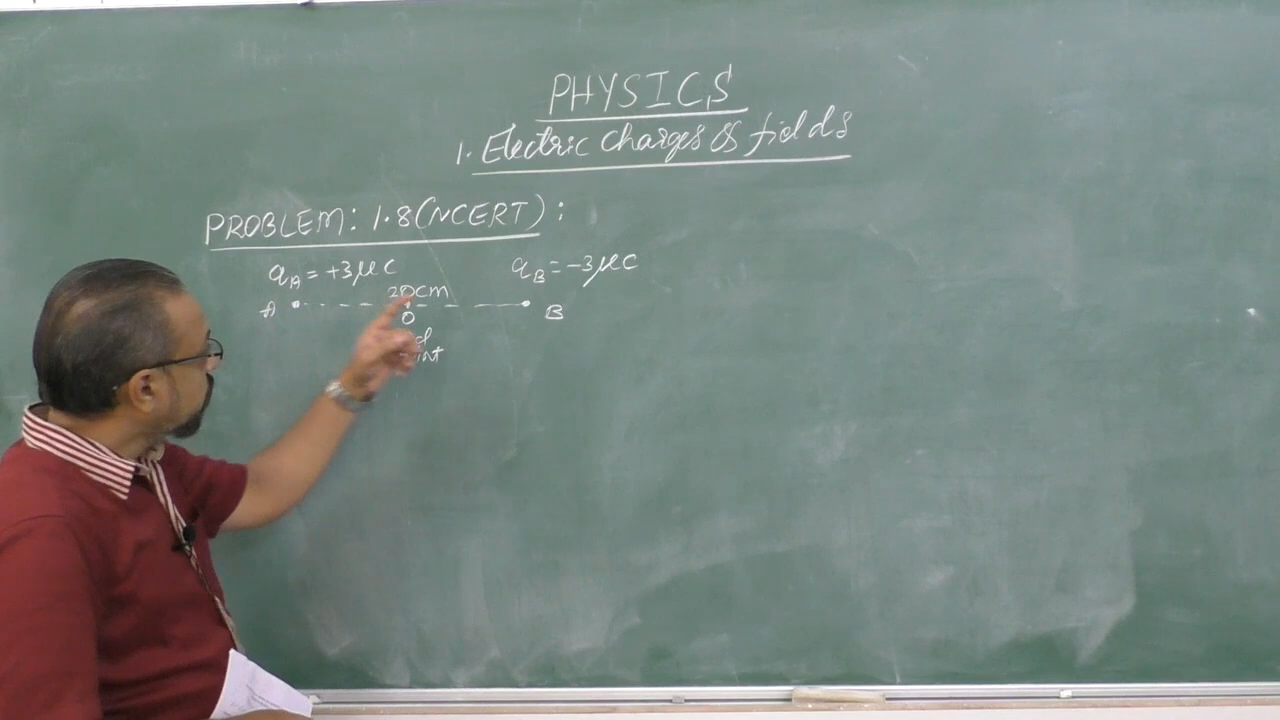 PHYSICS
1. Electric charges & fields
PROBLEM: 1.8 (NCERT) :
qA = +3μC qB = -3μC
20cm
A O B